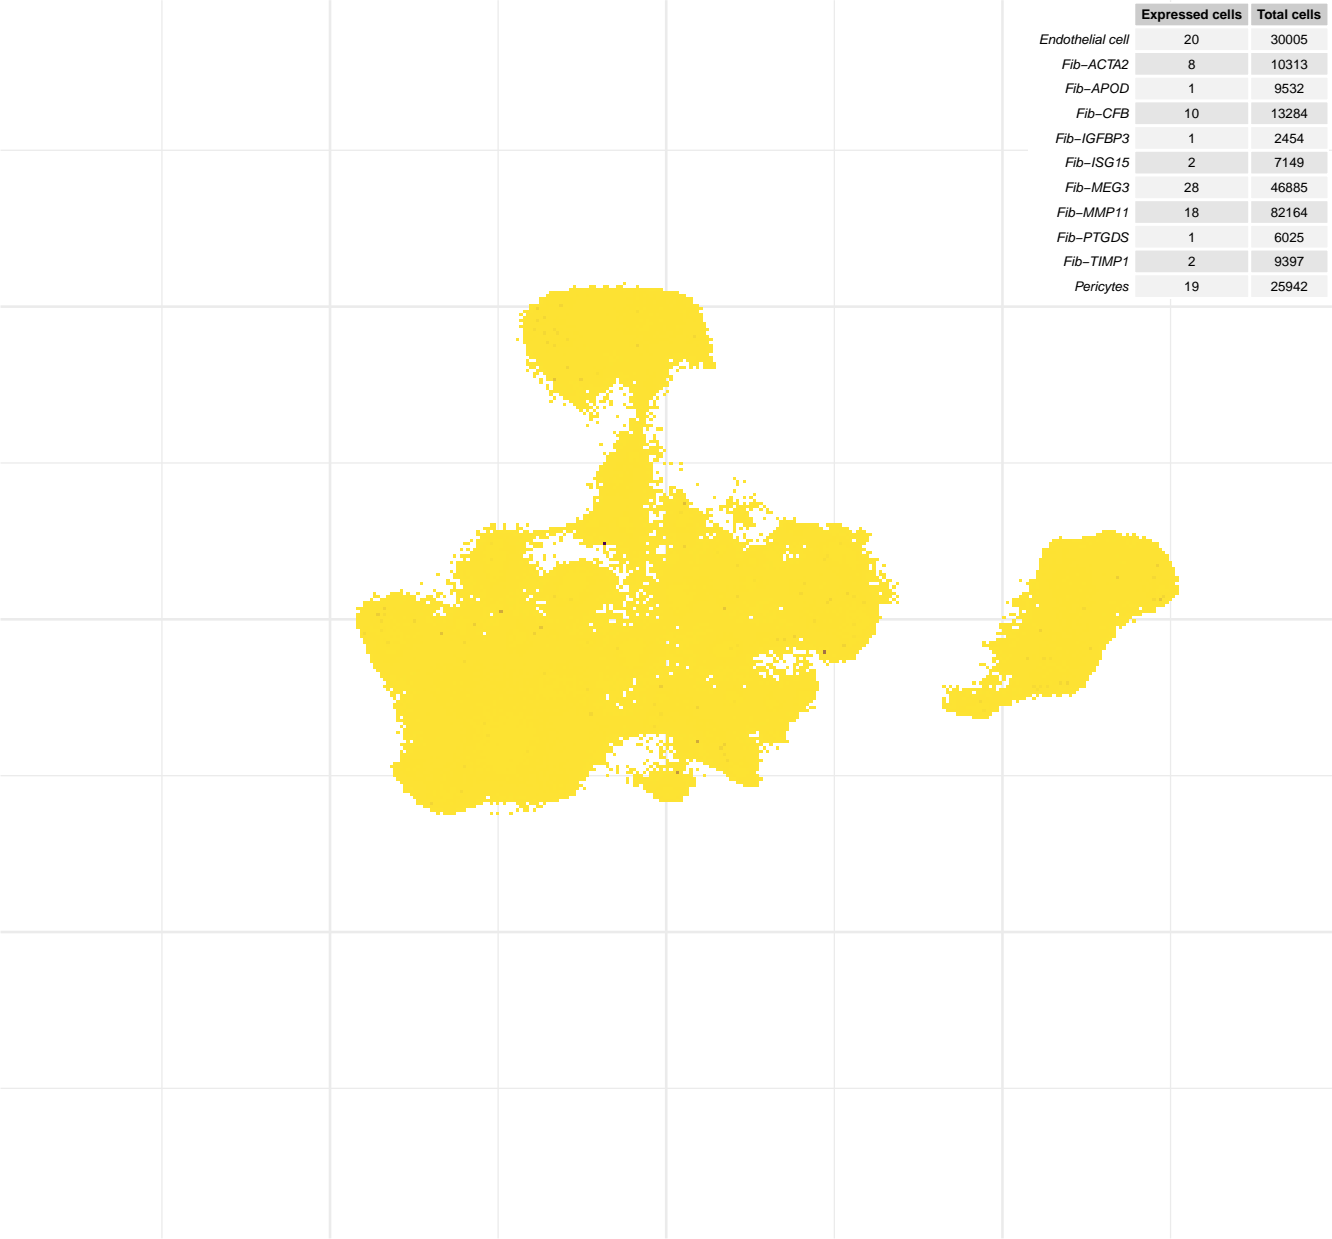 Expressed cells Total cells
Endothelial cell 20 30005
Fib−ACTA2 8 10313
Fib−APOD 1 9532
Fib−CFB 10 13284
Fib−IGFBP3 1 2454
Fib−ISG15 2 7149
Fib−MEG3 28 46885
Fib−MMP11 18 82164
Fib−PTGDS 1 6025
Fib−TIMP1 2 9397
Pericytes 19 25942